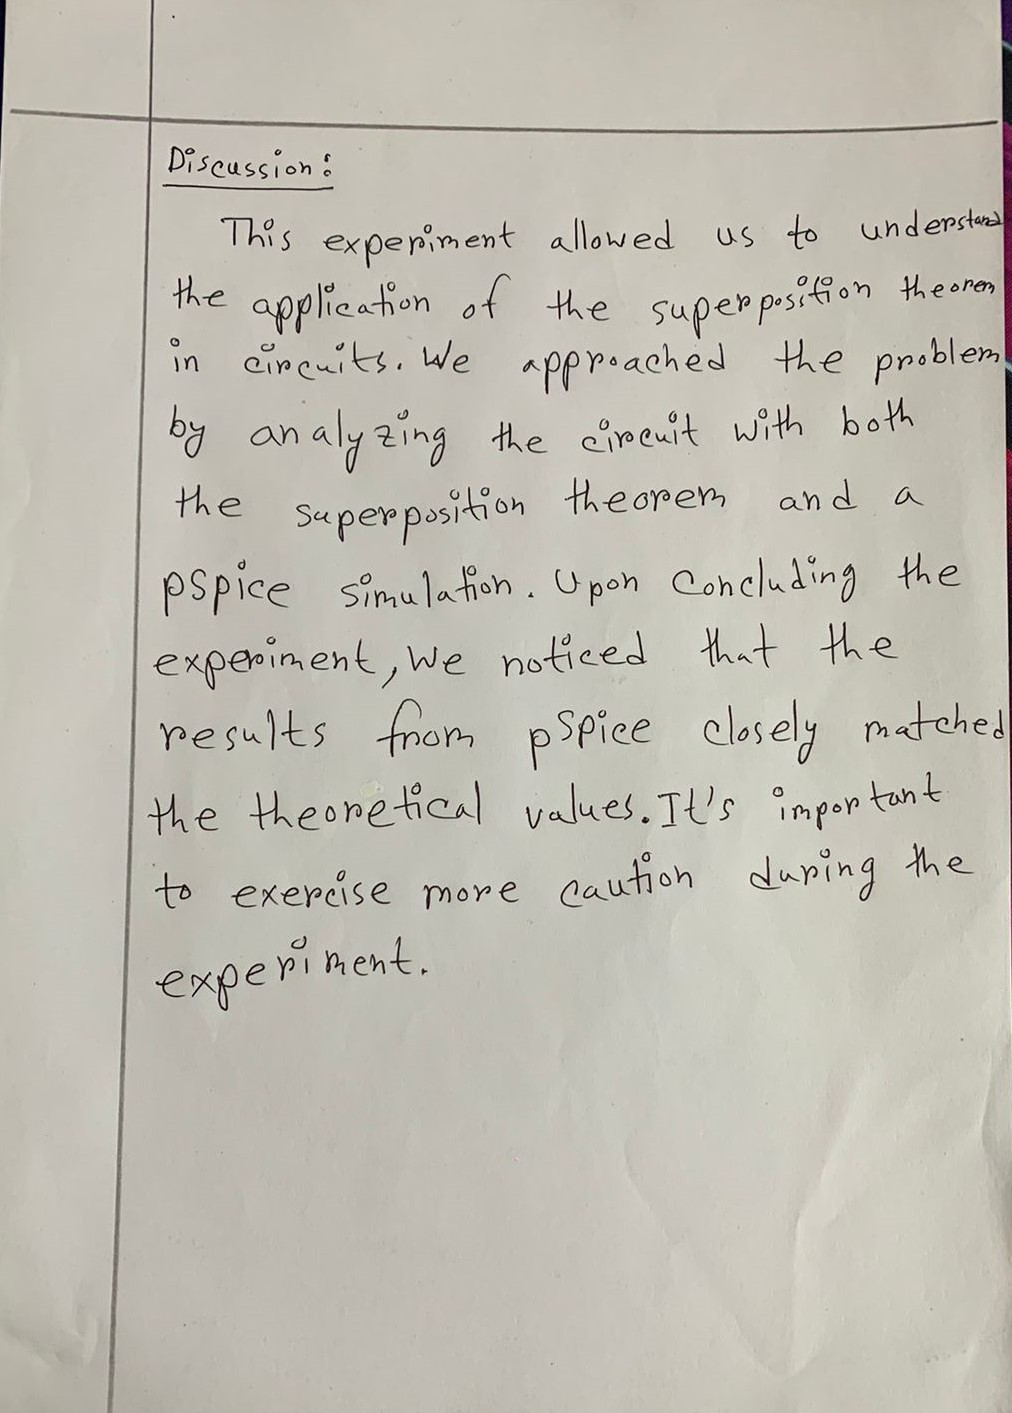 Discussion:
This experiment allowed us to understand
the application of the superposition theorem
in circuits. We approached the problem
by analyzing the circuit with both
the superposition theorem and a
pspice simulation. Upon concluding the
experiment, We noticed that the
results from pspice closely matched
the theoretical values. It's important
to exercise more caution during the
experiment.